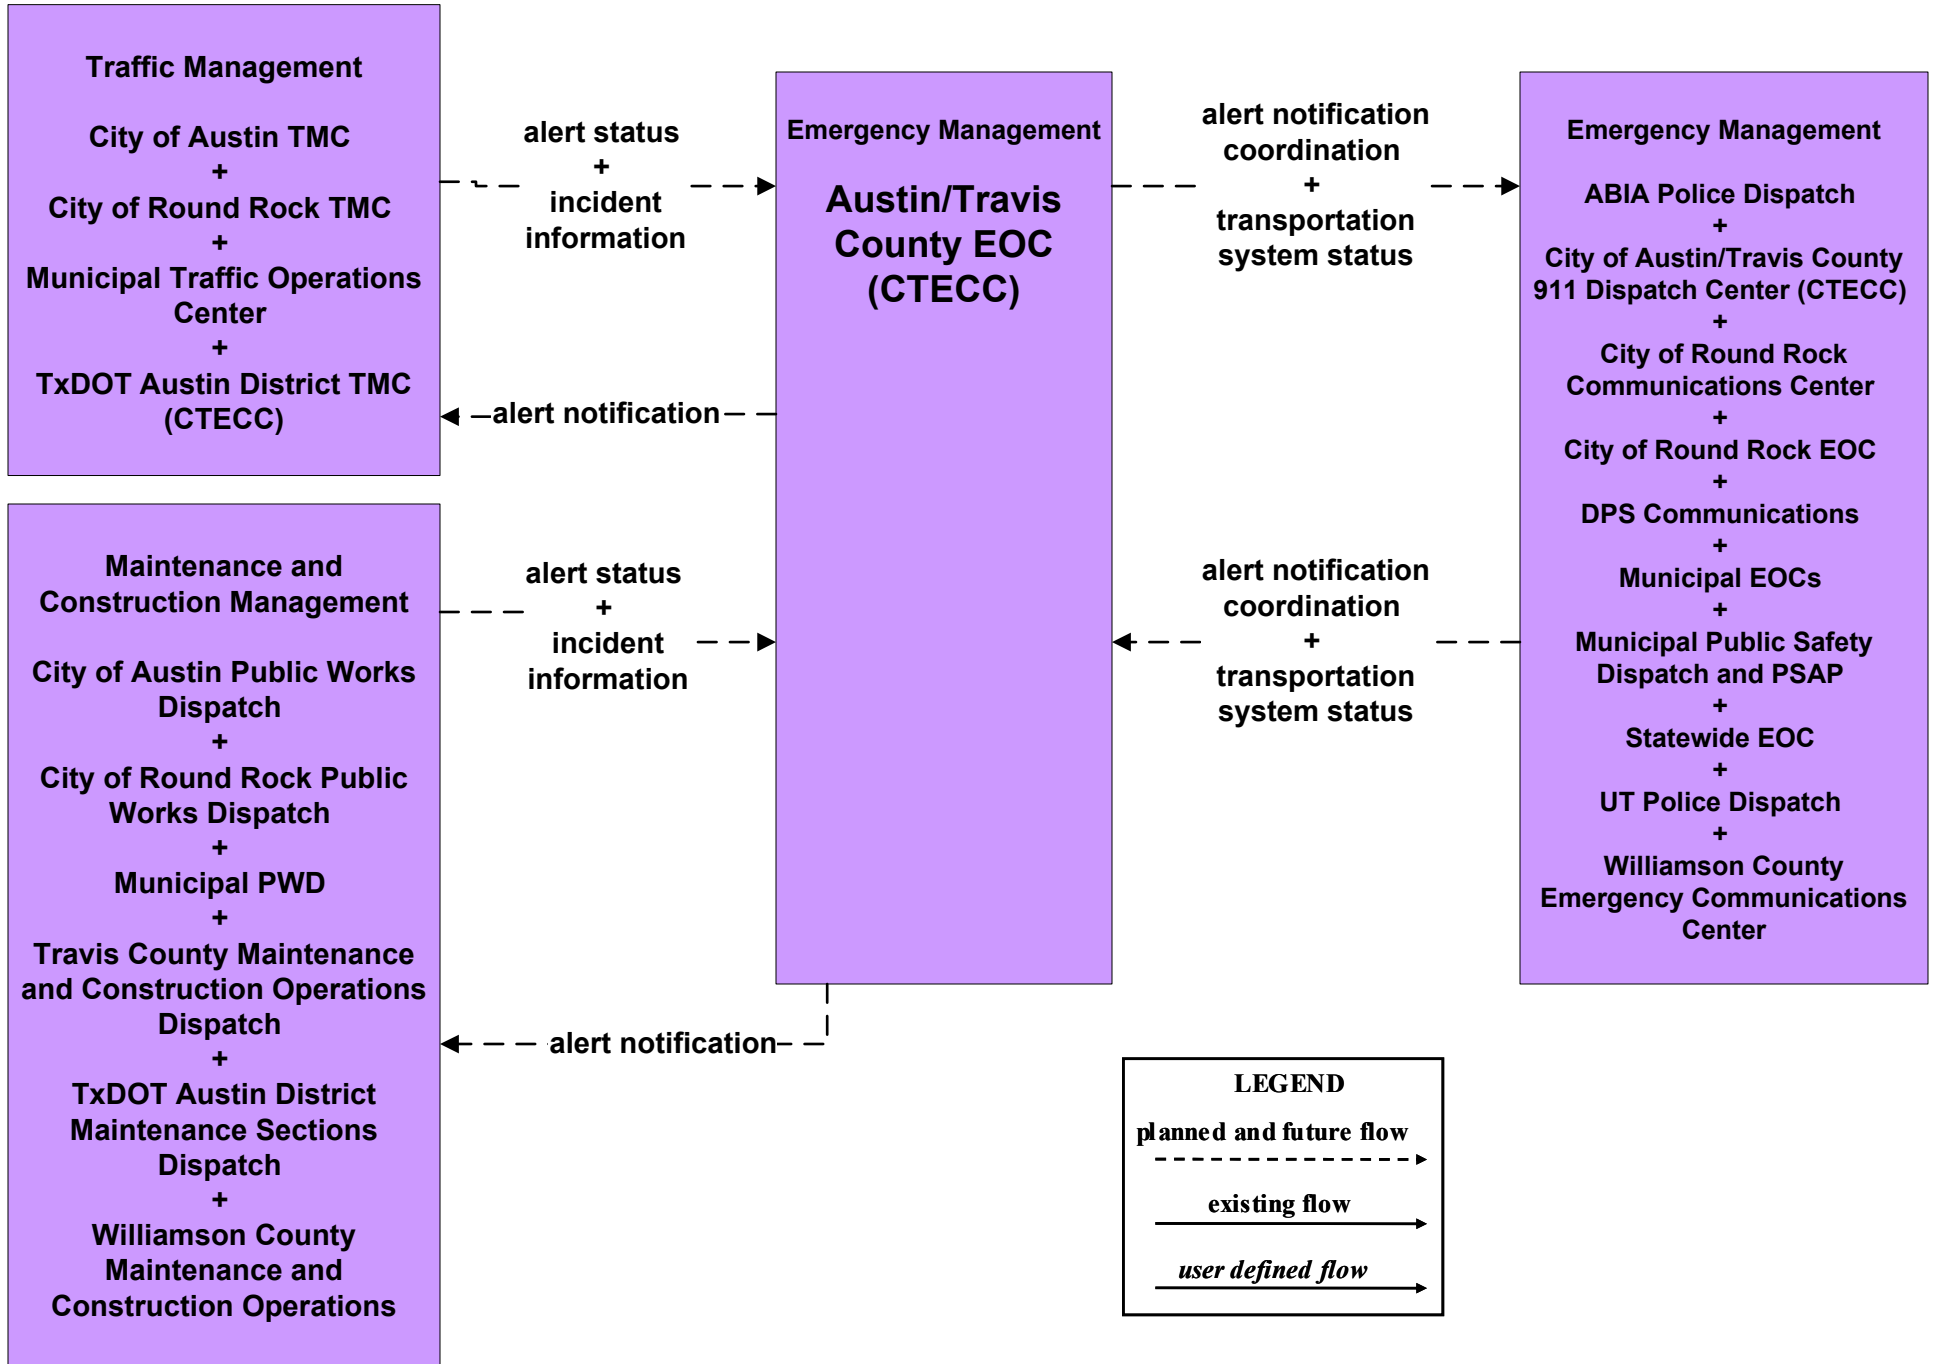 Traffic Management
City of Austin TMC
+
City of Round Rock TMC
+
Municipal Traffic Operations
Center
+
TxDOT Austin District TMC
(CTECC)
alert status
+
incident
information
alert notification
Maintenance and
Construction Management
City of Austin Public Works
Dispatch
+
City of Round Rock Public
Works Dispatch
+
Municipal PWD
+
Travis County Maintenance
and Construction Operations
Dispatch
+
TxDOT Austin District
Maintenance Sections
Dispatch
+
Williamson County
Maintenance and
Construction Operations
alert status
+
incident
information
alert notification
Emergency Management
Austin/Travis
County EOC
(CTECC)
alert notification
coordination
+
transportation
system status
alert notification
coordination
+
transportation
system status
Emergency Management
ABIA Police Dispatch
+
City of Austin/Travis County
911 Dispatch Center (CTECC)
+
City of Round Rock
Communications Center
+
City of Round Rock EOC
+
DPS Communications
+
Municipal EOCs
+
Municipal Public Safety
Dispatch and PSAP
+
Statewide EOC
+
UT Police Dispatch
+
Williamson County
Emergency Communications
Center
LEGEND
planned and future flow
existing flow
user defined flow